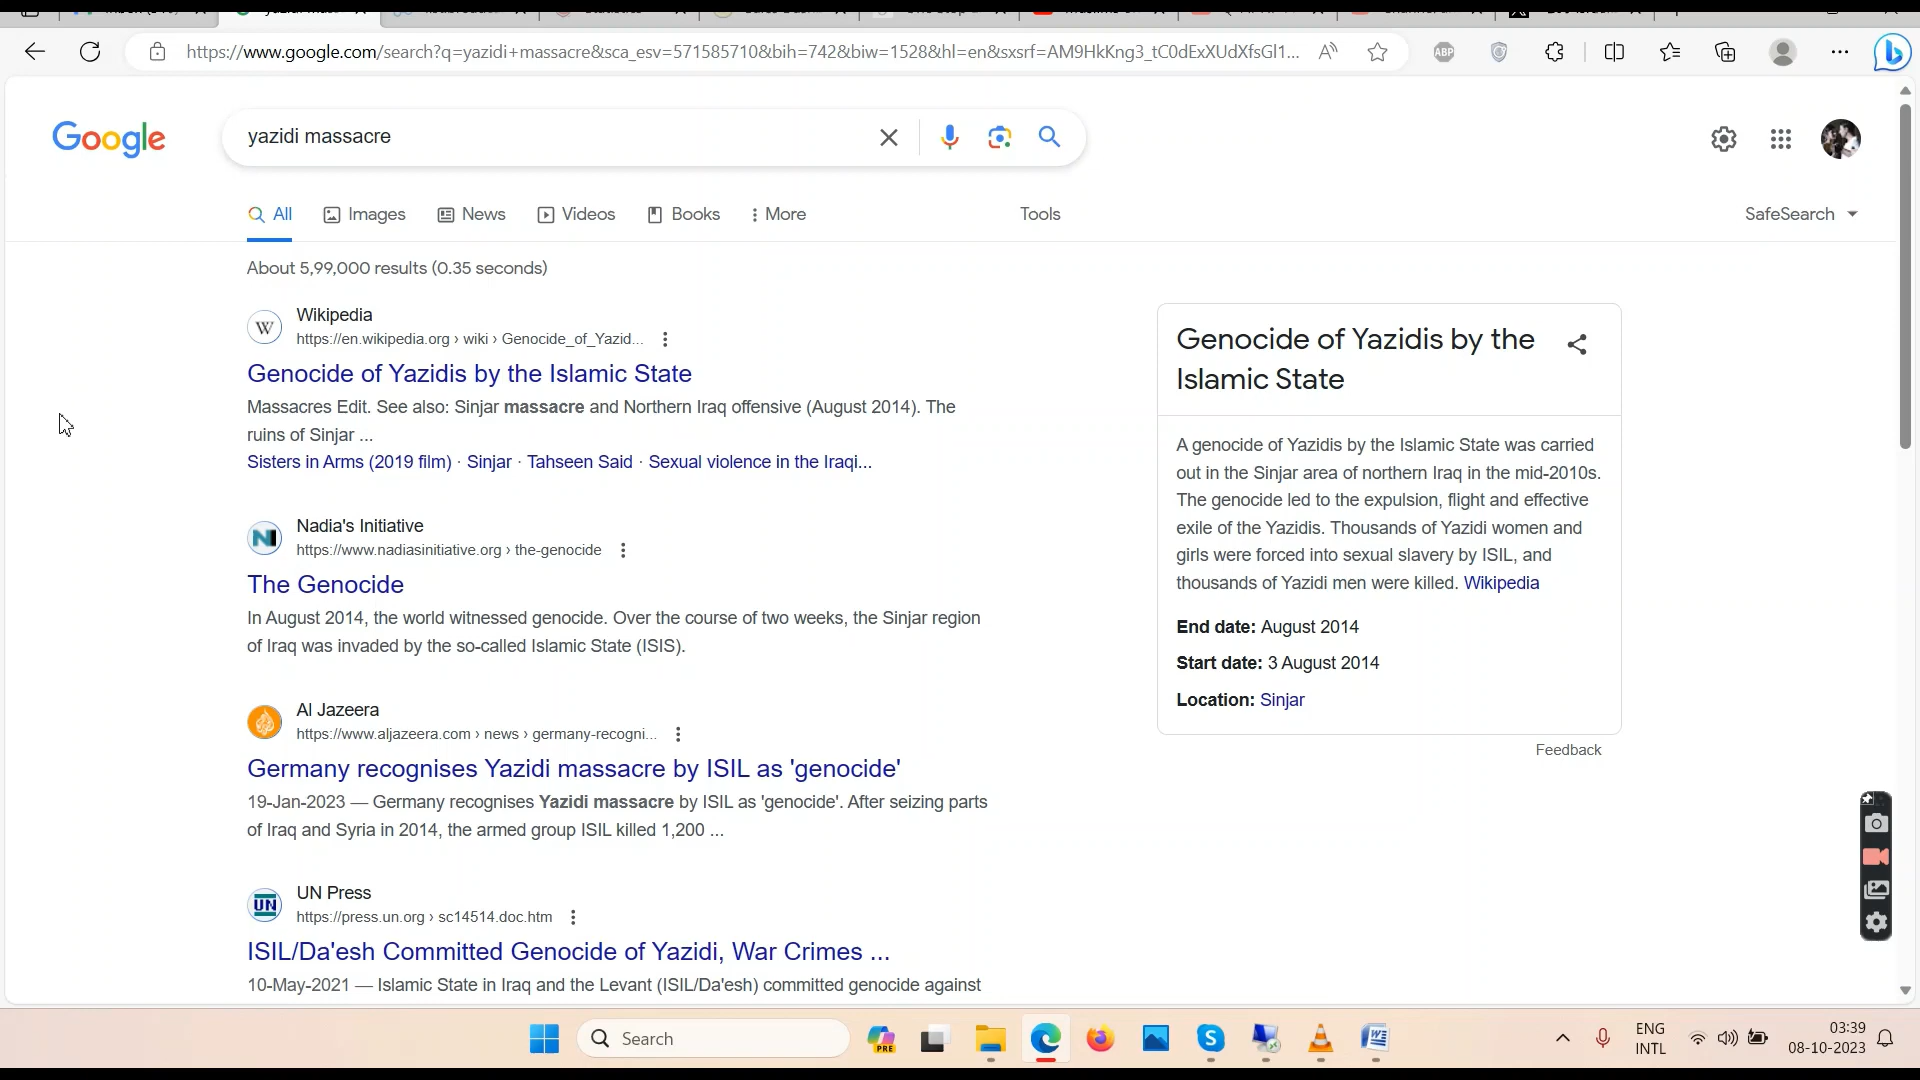 https://www.google.com/search?q=yazidi+massacre&sca_esv=571585710&bih=742&biw=1528&hl=en&sxsrf=AM9HkKng3_tC0dExXUdXfsGl1...
ABP
Google
yazidi massacre
All
Images
News
Videos
Books
More
Tools
SafeSearch
About 5,99,000 results (0.35 seconds)
W
Wikipedia
https://en.wikipedia.org › wiki › Genocide_of_Yazid...
Genocide of Yazidis by the Islamic State
Massacres Edit. See also: Sinjar massacre and Northern Iraq offensive (August 2014). The
ruins of Sinjar ...
Sisters in Arms (2019 film) · Sinjar · Tahseen Said · Sexual violence in the Iraqi...
NI
Nadia's Initiative
https://www.nadiasinitiative.org › the-genocide
The Genocide
In August 2014, the world witnessed genocide. Over the course of two weeks, the Sinjar region
of Iraq was invaded by the so-called Islamic State (ISIS).
Al Jazeera
https://www.aljazeera.com › news › germany-recogni...
Germany recognises Yazidi massacre by ISIL as 'genocide'
19-Jan-2023 — Germany recognises Yazidi massacre by ISIL as 'genocide'. After seizing parts
of Iraq and Syria in 2014, the armed group ISIL killed 1,200 ...
UN
UN Press
https://press.un.org › sc14514.doc.htm
ISIL/Da'esh Committed Genocide of Yazidi, War Crimes ...
10-May-2021 — Islamic State in Iraq and the Levant (ISIL/Da'esh) committed genocide against
Genocide of Yazidis by the
Islamic State
A genocide of Yazidis by the Islamic State was carried
out in the Sinjar area of northern Iraq in the mid-2010s.
The genocide led to the expulsion, flight and effective
exile of the Yazidis. Thousands of Yazidi women and
girls were forced into sexual slavery by ISIL, and
thousands of Yazidi men were killed. Wikipedia
End date: August 2014
Start date: 3 August 2014
Location: Sinjar
Feedback
Search
PRE
ENG
INTL
03:39
08-10-2023